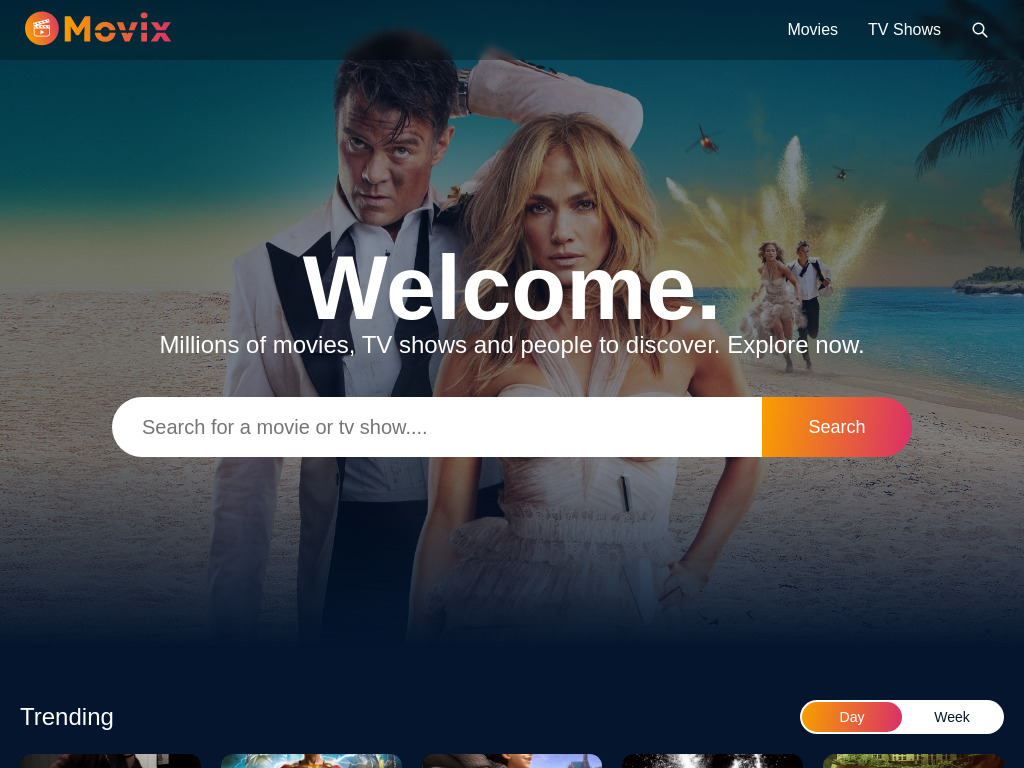 Movix
Movies
TV Shows
Welcome.
Millions of movies, TV shows and people to discover. Explore now.
Search for a movie or tv show....
Search
Trending
Day
Week